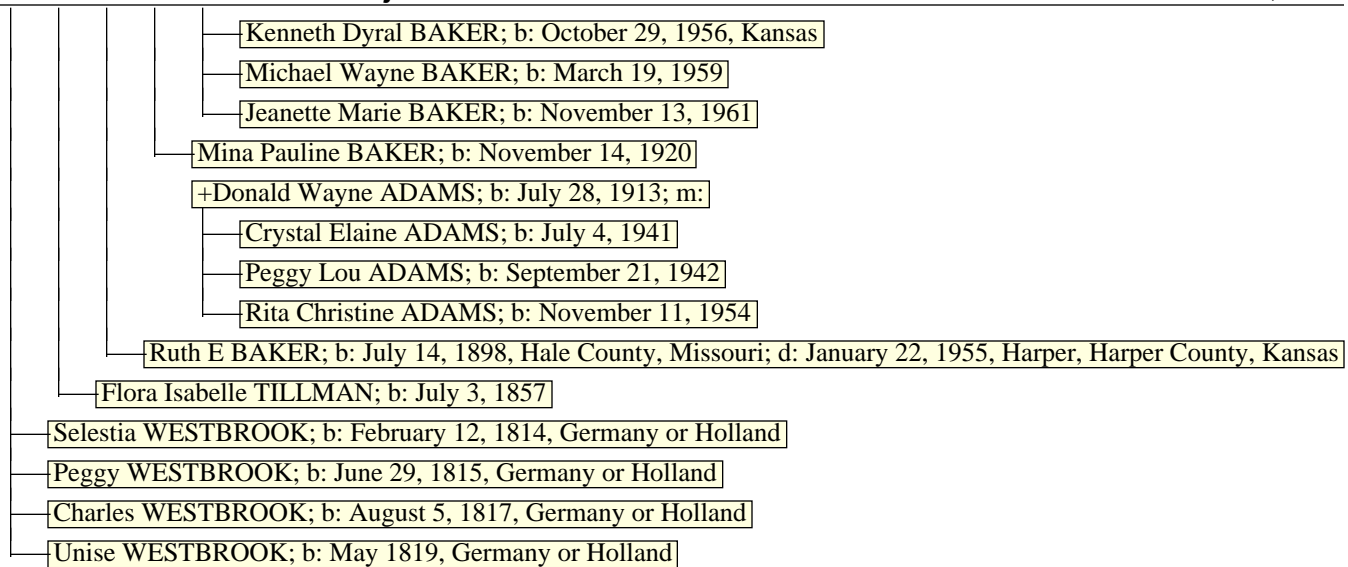 Kenneth Dyral BAKER; b: October 29, 1956, Kansas
Michael Wayne BAKER; b: March 19, 1959
Jeanette Marie BAKER; b: November 13, 1961
Mina Pauline BAKER; b: November 14, 1920
+Donald Wayne ADAMS; b: July 28, 1913; m:
Crystal Elaine ADAMS; b: July 4, 1941
Peggy Lou ADAMS; b: September 21, 1942
Rita Christine ADAMS; b: November 11, 1954
Ruth E BAKER; b: July 14, 1898, Hale County, Missouri; d: January 22, 1955, Harper, Harper County, Kansas
Flora Isabelle TILLMAN; b: July 3, 1857
Selestia WESTBROOK; b: February 12, 1814, Germany or Holland
Peggy WESTBROOK; b: June 29, 1815, Germany or Holland
Charles WESTBROOK; b: August 5, 1817, Germany or Holland
Unise WESTBROOK; b: May 1819, Germany or Holland